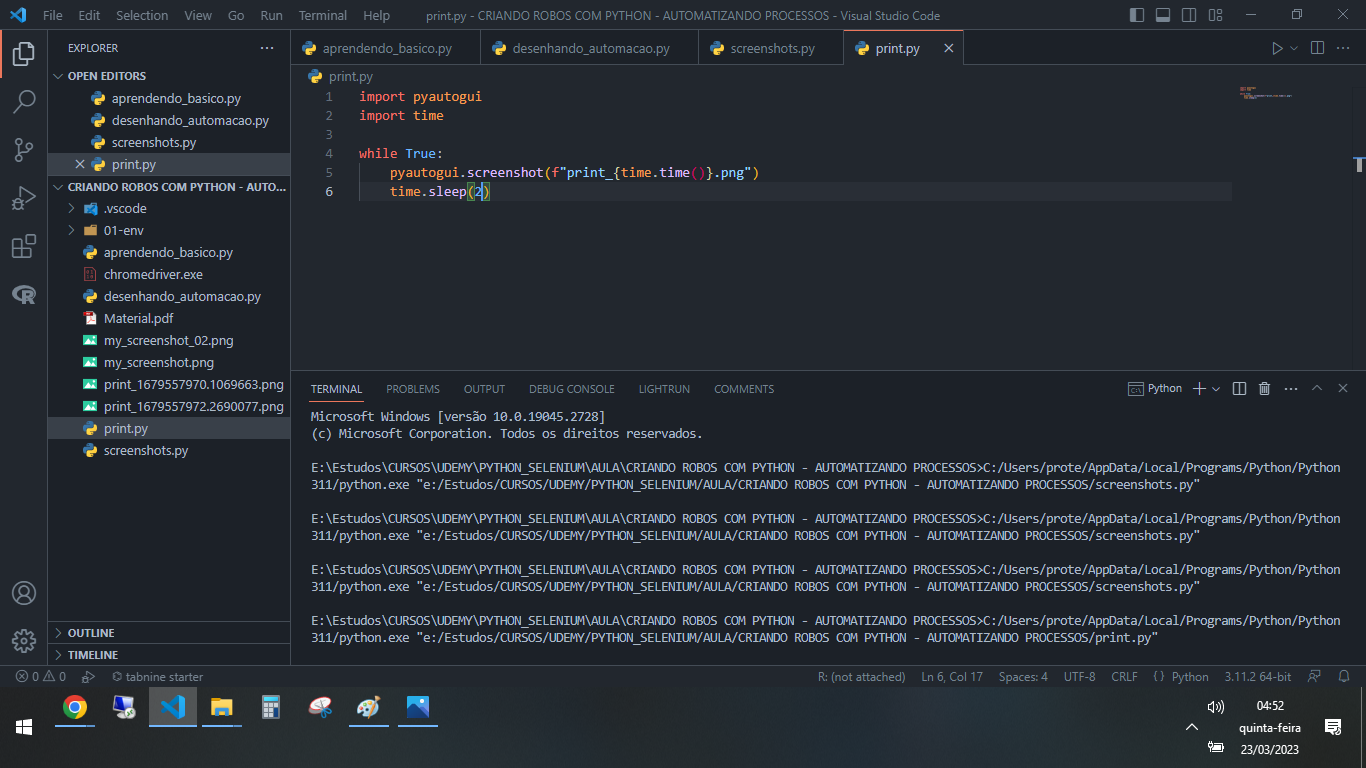 File Edit Selection View Go Run Terminal Help print.py - CRIANDO ROBOS COM PYTHON - AUTOMATIZANDO PROCESSOS - Visual Studio Code
EXPLORER
OPEN EDITORS
aprendendo_basico.py
desenhando_automacao.py
screenshots.py
print.py
CRIANDO ROBOS COM PYTHON - AUTO...
.vscode
01-env
aprendendo_basico.py
chromedriver.exe
desenhando_automacao.py
Material.pdf
my_screenshot_02.png
my_screenshot.png
print_1679557970.1069663.png
print_1679557972.2690077.png
print.py
screenshots.py
OUTLINE
TIMELINE
aprendendo_basico.py desenhando_automacao.py screenshots.py print.py
print.py
1 import pyautogui
2 import time
3
4 while True:
5 pyautogui.screenshot(f"print_{time.time()}.png")
6 time.sleep(2)
TERMINAL PROBLEMS OUTPUT DEBUG CONSOLE LIGHTRUN COMMENTS Python
Microsoft Windows [versão 10.0.19045.2728]
(c) Microsoft Corporation. Todos os direitos reservados.
E:\Estudos\CURSOS\UDEMY\PYTHON_SELENIUM\AULA\CRIANDO ROBOS COM PYTHON - AUTOMATIZANDO PROCESSOS>C:/Users/prote/AppData/Local/Programs/Python/Python
311/python.exe "e:/Estudos/CURSOS/UDEMY/PYTHON_SELENIUM/AULA/CRIANDO ROBOS COM PYTHON - AUTOMATIZANDO PROCESSOS/screenshots.py"
E:\Estudos\CURSOS\UDEMY\PYTHON_SELENIUM\AULA\CRIANDO ROBOS COM PYTHON - AUTOMATIZANDO PROCESSOS>C:/Users/prote/AppData/Local/Programs/Python/Python
311/python.exe "e:/Estudos/CURSOS/UDEMY/PYTHON_SELENIUM/AULA/CRIANDO ROBOS COM PYTHON - AUTOMATIZANDO PROCESSOS/screenshots.py"
E:\Estudos\CURSOS\UDEMY\PYTHON_SELENIUM\AULA\CRIANDO ROBOS COM PYTHON - AUTOMATIZANDO PROCESSOS>C:/Users/prote/AppData/Local/Programs/Python/Python
311/python.exe "e:/Estudos/CURSOS/UDEMY/PYTHON_SELENIUM/AULA/CRIANDO ROBOS COM PYTHON - AUTOMATIZANDO PROCESSOS/screenshots.py"
E:\Estudos\CURSOS\UDEMY\PYTHON_SELENIUM\AULA\CRIANDO ROBOS COM PYTHON - AUTOMATIZANDO PROCESSOS>C:/Users/prote/AppData/Local/Programs/Python/Python
311/python.exe "e:/Estudos/CURSOS/UDEMY/PYTHON_SELENIUM/AULA/CRIANDO ROBOS COM PYTHON - AUTOMATIZANDO PROCESSOS/print.py"
0 0 tabnine starter R: (not attached) Ln 6, Col 17 Spaces: 4 UTF-8 CRLF { } Python 3.11.2 64-bit
04:52
quinta-feira
23/03/2023